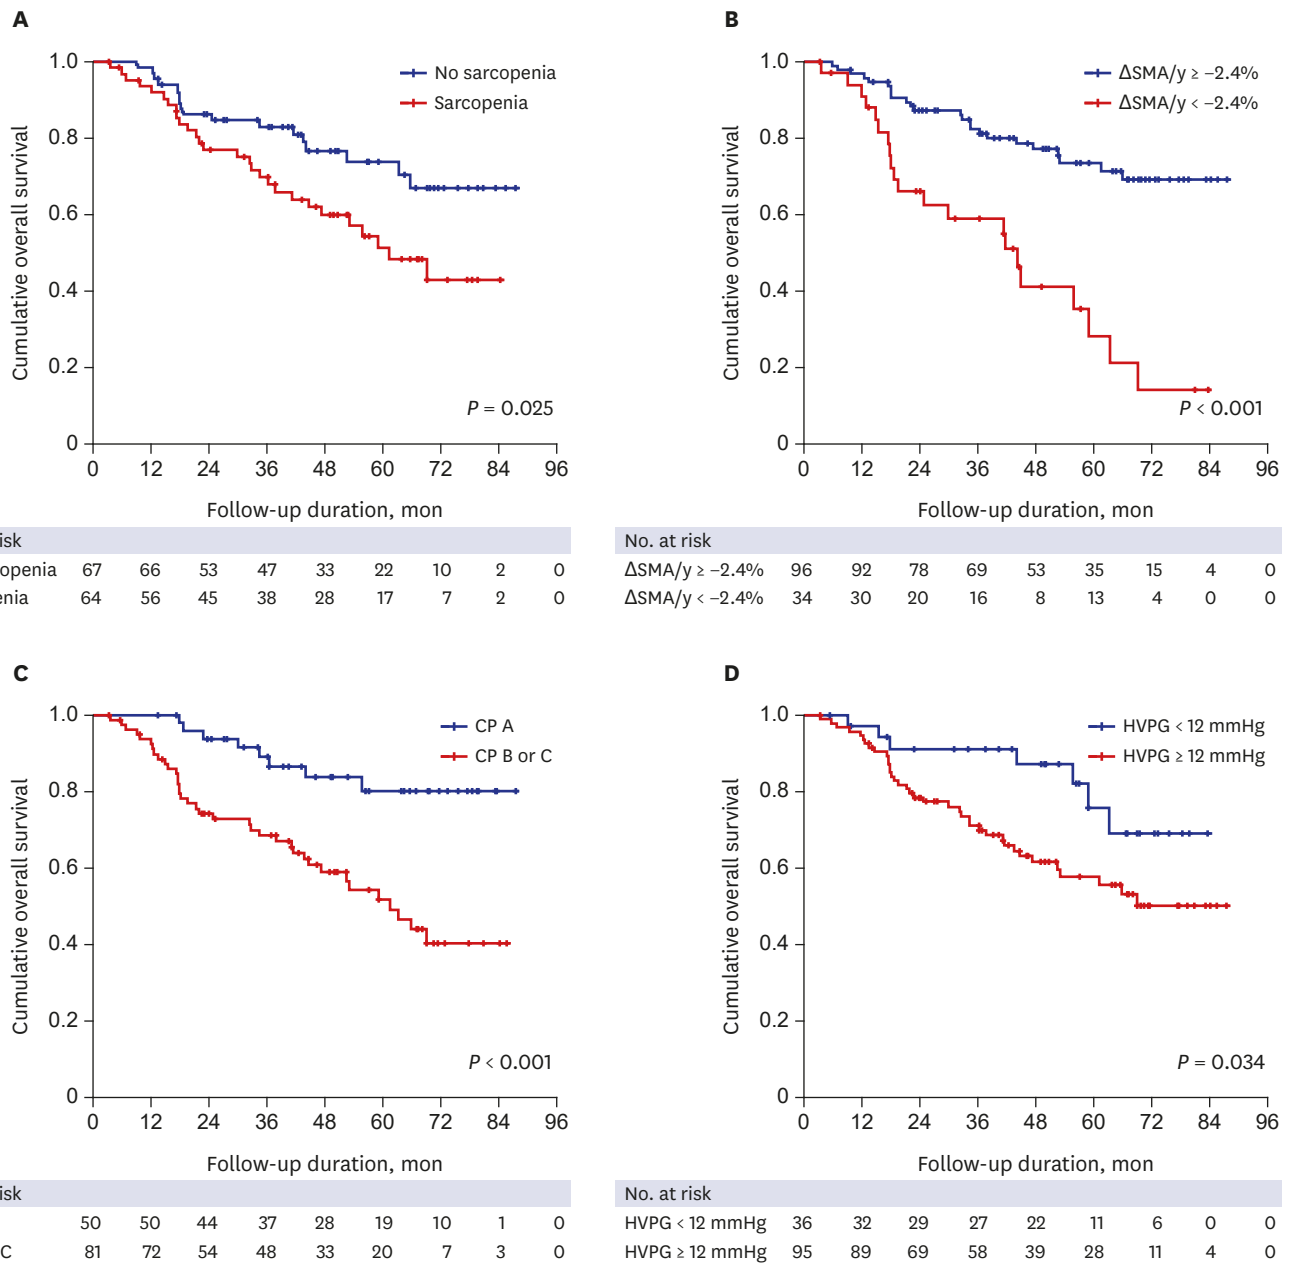 A
1.0
0.8
0.6
0.4
0.2
0
Cumulative overall survival
No sarcopenia
Sarcopenia
P = 0.025
0 12 24 36 48 60 72 84 96
Follow-up duration, mon
isk
openia 67 66 53 47 33 22 10 2 0
enia 64 56 45 38 28 17 7 2 0
B
1.0
0.8
0.6
0.4
0.2
0
Cumulative overall survival
ΔSMA/y ≥ −2.4%
ΔSMA/y < −2.4%
P < 0.001
0 12 24 36 48 60 72 84 96
Follow-up duration, mon
No. at risk
ΔSMA/y ≥ −2.4% 96 92 78 69 53 35 15 4 0
ΔSMA/y < −2.4% 34 30 20 16 8 13 4 0 0
C
1.0
0.8
0.6
0.4
0.2
0
Cumulative overall survival
CP A
CP B or C
P < 0.001
0 12 24 36 48 60 72 84 96
Follow-up duration, mon
isk
50 50 44 37 28 19 10 1 0
C 81 72 54 48 33 20 7 3 0
D
1.0
0.8
0.6
0.4
0.2
0
Cumulative overall survival
HVPG < 12 mmHg
HVPG ≥ 12 mmHg
P = 0.034
0 12 24 36 48 60 72 84 96
Follow-up duration, mon
No. at risk
HVPG < 12 mmHg 36 32 29 27 22 11 6 0 0
HVPG ≥ 12 mmHg 95 89 69 58 39 28 11 4 0